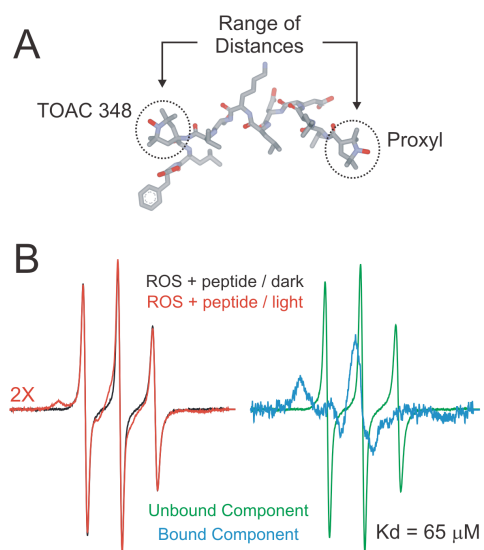 A
Range of
Distances
TOAC 348
Proxyl
B
ROS + peptide / dark
ROS + peptide / light
2X
Unbound Component
Bound Component
Kd = 65 μM